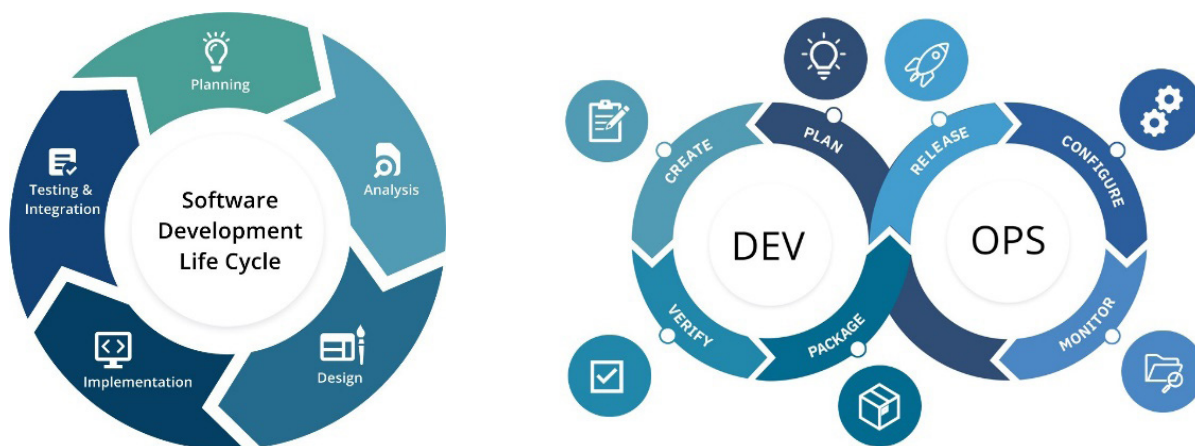 Planning
Analysis
Design
Implementation
Testing &
Integration
Software
Development
Life Cycle
PLAN
CREATE
VERIFY
PACKAGE
RELEASE
CONFIGURE
MONITOR
DEV
OPS